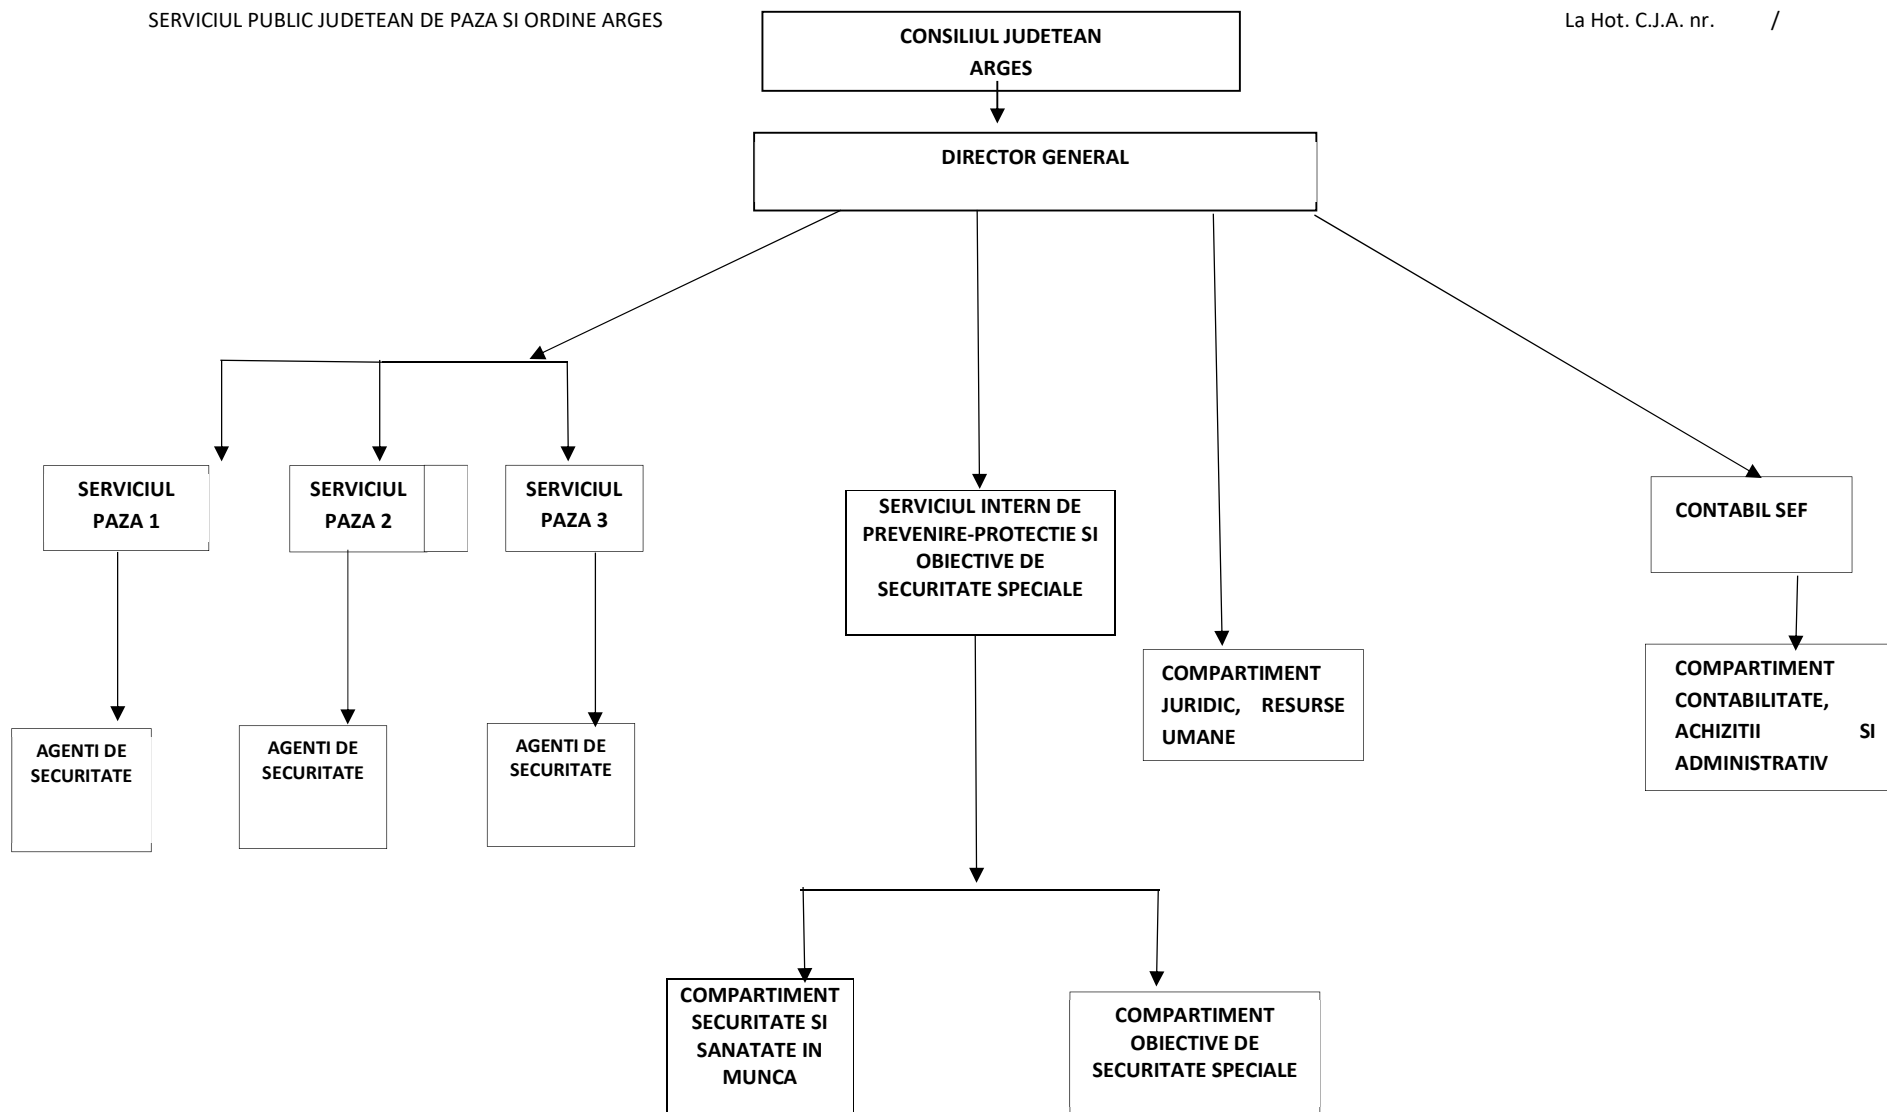 SERVICIUL PUBLIC JUDETEAN DE PAZA SI ORDINE ARGES
La Hot. C.J.A. nr. /
CONSILIUL JUDETEAN
ARGES
DIRECTOR GENERAL
SERVICIUL
PAZA 1
SERVICIUL
PAZA 2
SERVICIUL
PAZA 3
SERVICIUL INTERN DE
PREVENIRE-PROTECTIE SI
OBIECTIVE DE
SECURITATE SPECIALE
CONTABIL SEF
COMPARTIMENT
JURIDIC, RESURSE
UMANE
COMPARTIMENT
CONTABILITATE,
ACHIZITII SI
ADMINISTRATIV
AGENTI DE
SECURITATE
AGENTI DE
SECURITATE
AGENTI DE
SECURITATE
COMPARTIMENT
SECURITATE SI
SANATATE IN
MUNCA
COMPARTIMENT
OBIECTIVE DE
SECURITATE SPECIALE